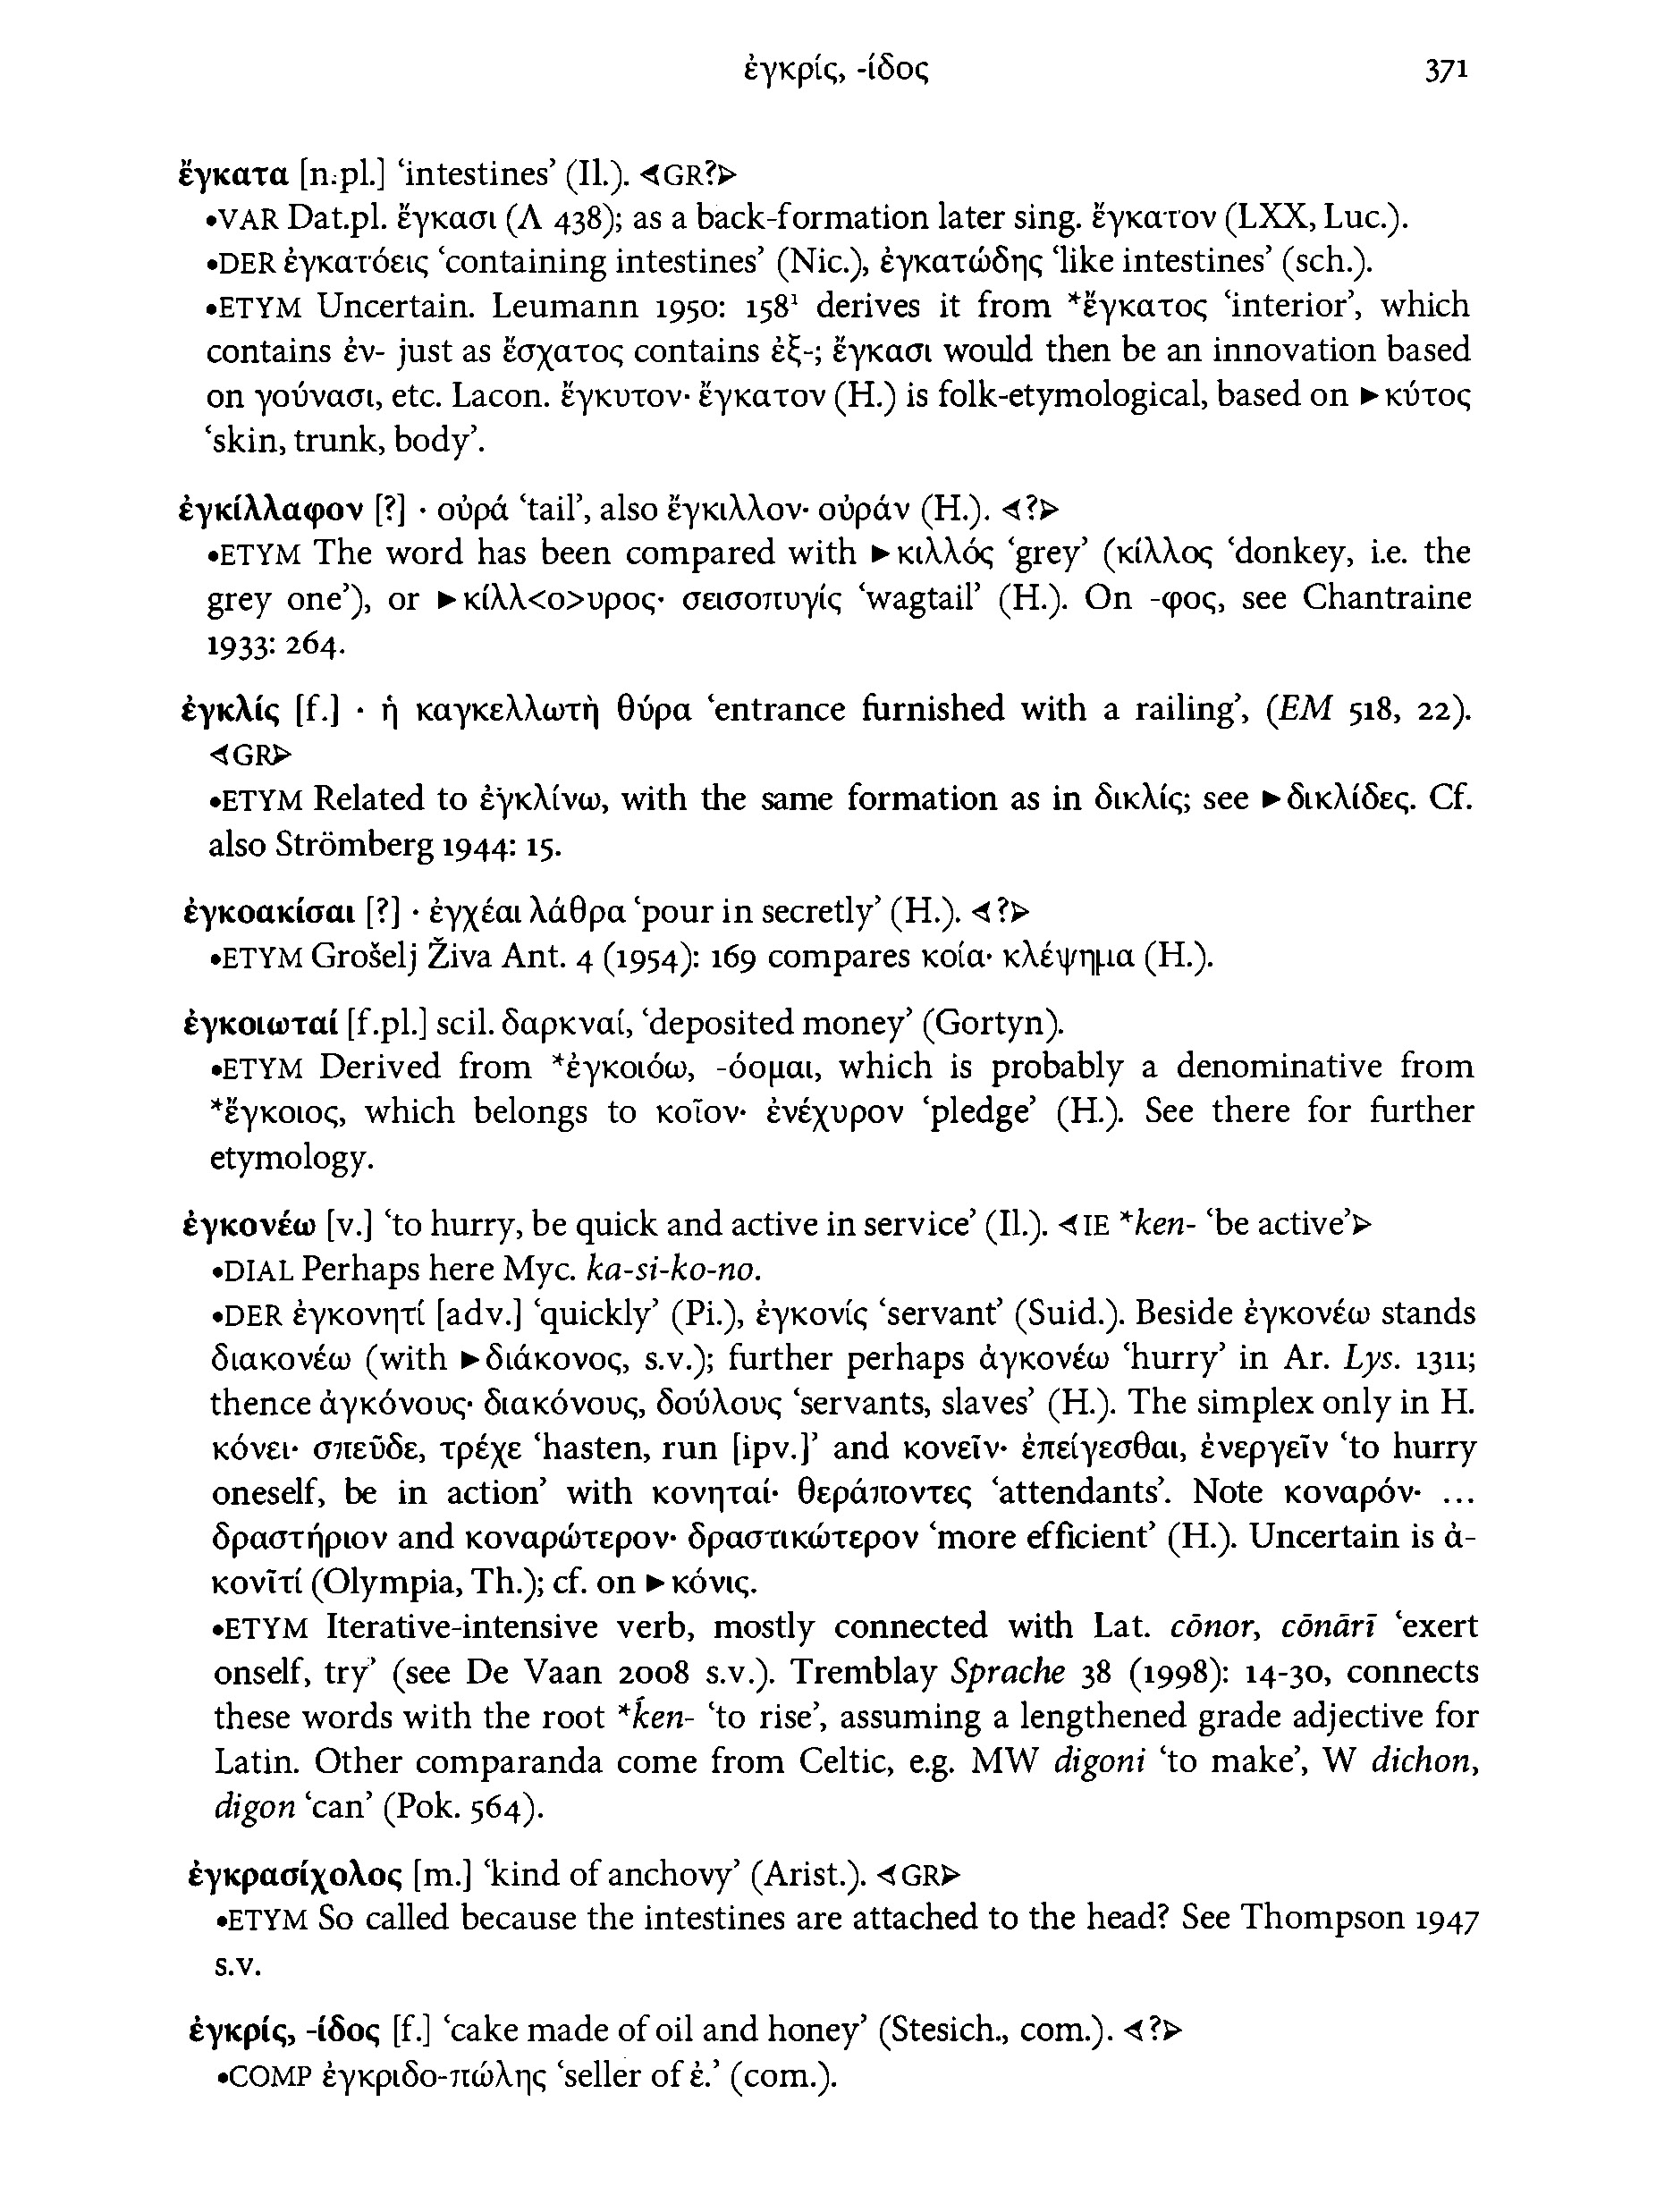 ἐγκρίς, -ίδος 371
ἔγκατα [n.pl.] ‘intestines’ (Il.). ◁GR?▷
•VAR Dat.pl. ἔγκασι (Λ 438); as a back-formation later sing. ἔγκατον (LXX, Luc.).
•DER ἐγκατόεις ‘containing intestines’ (Nic.), ἐγκατώδης ‘like intestines’ (sch.).
•ETYM Uncertain. Leumann 1950: 158¹ derives it from *ἔγκατος ‘interior’, which
contains ἐν- just as ἔσχατος contains ἐξ-; ἔγκασι would then be an innovation based
on γούνασι, etc. Lacon. ἔγκυτον· ἔγκατον (H.) is folk-etymological, based on ►κύτος
‘skin, trunk, body’.
ἐγκίλλαφον [?] · οὐρά ‘tail’, also ἔγκιλλον· οὐράν (H.). ◁?▷
•ETYM The word has been compared with ►κιλλός ‘grey’ (κίλλος ‘donkey, i.e. the
grey one’), or ►κίλλ<ο>υρος· σεισοπυγίς ‘wagtail’ (H.). On -φος, see Chantraine
1933: 264.
ἐγκλίς [f.] · ἡ καγκελλωτὴ θύρα ‘entrance furnished with a railing’, (EM 518, 22).
◁GR▷
•ETYM Related to ἐγκλίνω, with the same formation as in δικλίς; see ►δικλίδες. Cf.
also Strömberg 1944: 15.
ἐγκοακίσαι [?] · ἐγχέαι λάθρα ‘pour in secretly’ (H.). ◁?▷
•ETYM Grošelj Živa Ant. 4 (1954): 169 compares κοία· κλέψημα (H.).
ἐγκοιωταί [f.pl.] scil. δαρκναί, ‘deposited money’ (Gortyn).
•ETYM Derived from *ἐγκοιόω, -όομαι, which is probably a denominative from
*ἔγκοιος, which belongs to κοῖον· ἐνέχυρον ‘pledge’ (H.). See there for further
etymology.
ἐγκονέω [v.] ‘to hurry, be quick and active in service’ (Il.). ◁IE *ken- ‘be active’▷
•DIAL Perhaps here Myc. ka-si-ko-no.
•DER ἐγκονητί [adv.] ‘quickly’ (Pi.), ἐγκονίς ‘servant’ (Suid.). Beside ἐγκονέω stands
διακονέω (with ►διάκονος, s.v.); further perhaps ἀγκονέω ‘hurry’ in Ar. Lys. 1311;
thence ἀγκόνους· διακόνους, δούλους ‘servants, slaves’ (H.). The simplex only in H.
κόνει· σπεῦδε, τρέχε ‘hasten, run [ipv.]’ and κονεῖν· ἐπείγεσθαι, ἐνεργεῖν ‘to hurry
oneself, be in action’ with κονηταί· θεράποντες ‘attendants’. Note κοναρόν· ...
δραστήριον and κοναρώτερον· δραστικώτερον ‘more efficient’ (H.). Uncertain is ἀ-
κονῑτί (Olympia, Th.); cf. on ►κόνις.
•ETYM Iterative-intensive verb, mostly connected with Lat. cōnor, cōnārī ‘exert
onself, try’ (see De Vaan 2008 s.v.). Tremblay Sprache 38 (1998): 14-30, connects
these words with the root *ḱen- ‘to rise’, assuming a lengthened grade adjective for
Latin. Other comparanda come from Celtic, e.g. MW digoni ‘to make’, W dichon,
digon ‘can’ (Pok. 564).
ἐγκρασίχολος [m.] ‘kind of anchovy’ (Arist.). ◁GR▷
•ETYM So called because the intestines are attached to the head? See Thompson 1947
s.v.
ἐγκρίς, -ίδος [f.] ‘cake made of oil and honey’ (Stesich., com.). ◁?▷
•COMP ἐγκριδο-πώλης ‘seller of ἐ.’ (com.).